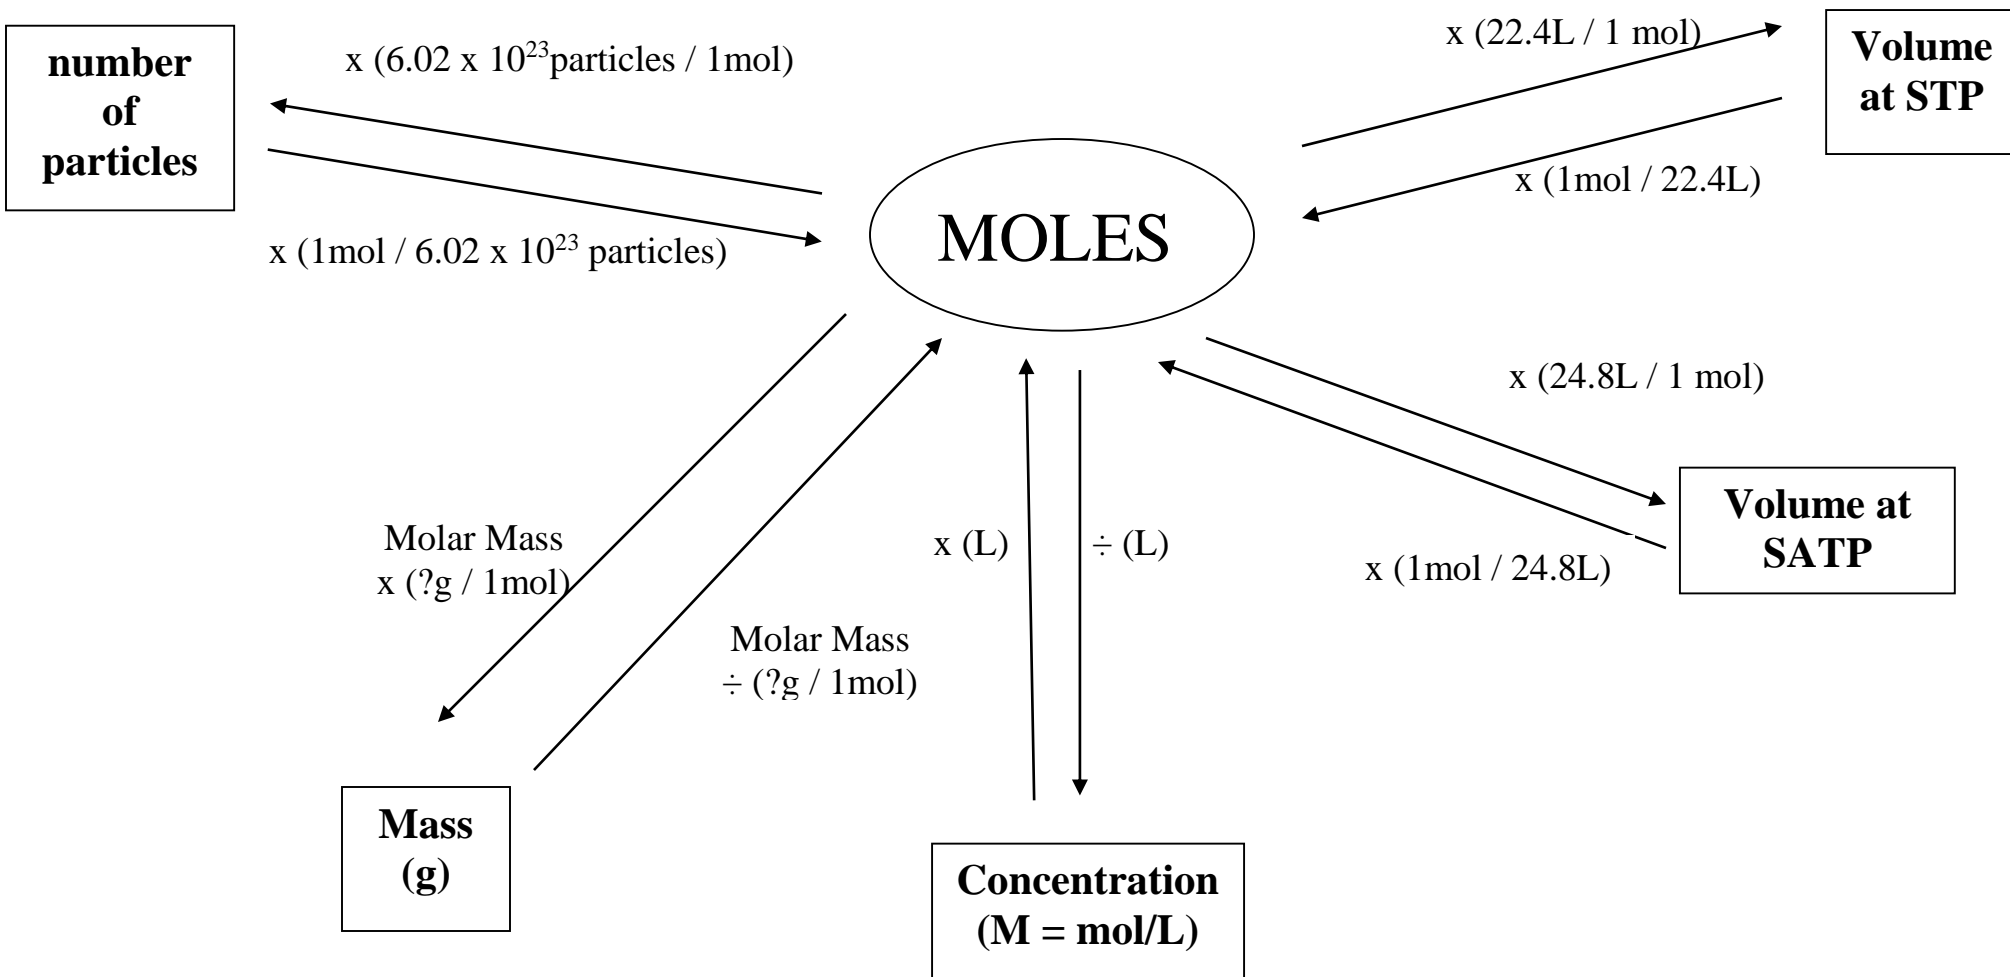 number
of
particles
x (6.02 x 10²³particles / 1mol)
x (1mol / 6.02 x 10²³ particles)
MOLES
x (22.4L / 1 mol)
Volume
at STP
x (1mol / 22.4L)
x (24.8L / 1 mol)
Volume at
SATP
x (1mol / 24.8L)
Molar Mass
x (?g / 1mol)
Molar Mass
÷ (?g / 1mol)
x (L)
÷ (L)
Mass
(g)
Concentration
(M = mol/L)